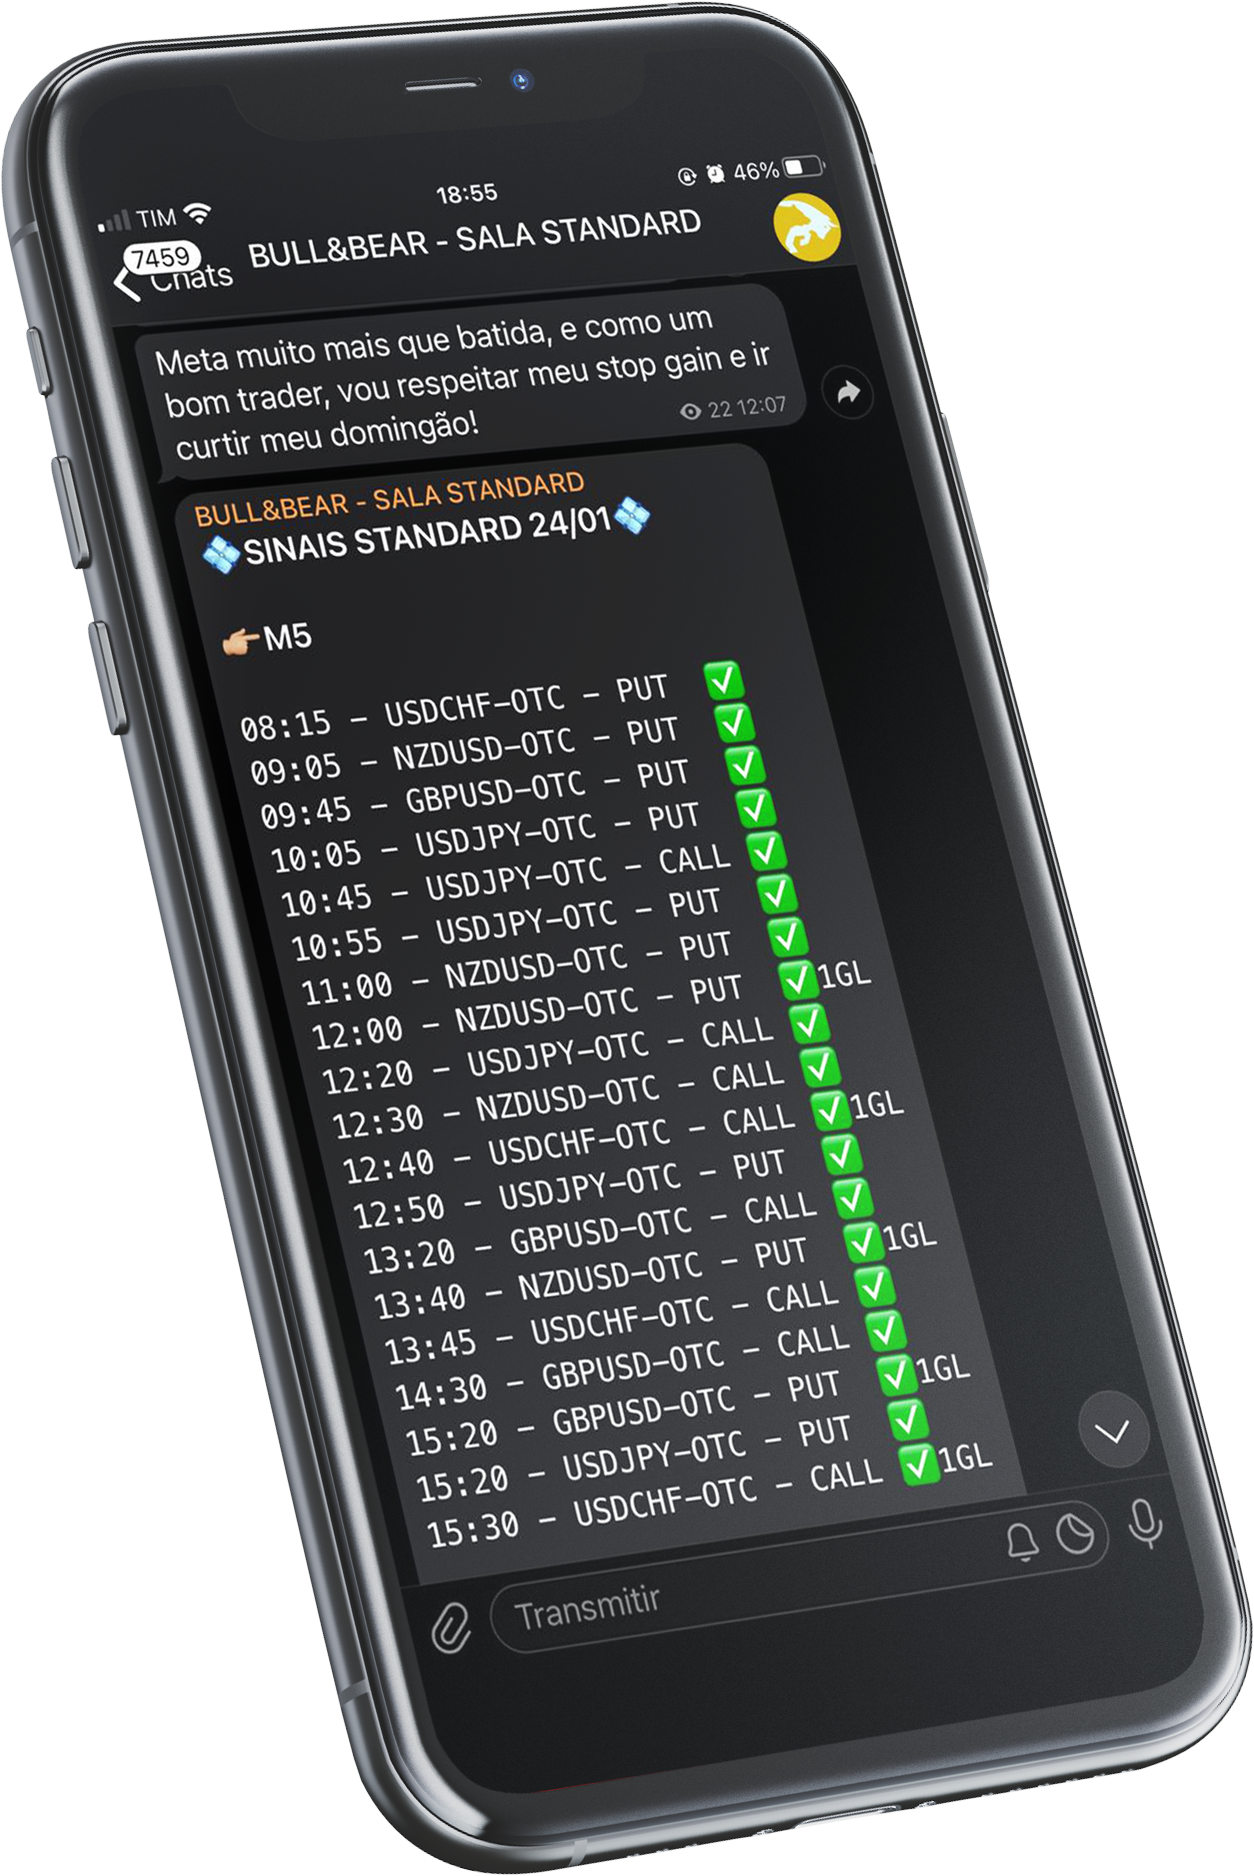 18:55
46%
TIM
7459
Chats
BULL&BEAR - SALA STANDARD
Meta muito mais que batida, e como um
bom trader, vou respeitar meu stop gain e ir
curtir meu domingão!
22 12:07
BULL&BEAR - SALA STANDARD
💠SINAIS STANDARD 24/01💠
👉🏼M5
08:15 – USDCHF–OTC – PUT ✅
09:05 – NZDUSD–OTC – PUT ✅
09:45 – GBPUSD–OTC – PUT ✅
10:05 – USDJPY–OTC – PUT ✅
10:45 – USDJPY–OTC – CALL ✅
10:55 – USDJPY–OTC – PUT ✅
11:00 – NZDUSD–OTC – PUT ✅
12:00 – NZDUSD–OTC – PUT ✅1GL
12:20 – USDJPY–OTC – CALL ✅
12:30 – NZDUSD–OTC – CALL ✅
12:40 – USDCHF–OTC – CALL ✅1GL
12:50 – USDJPY–OTC – PUT ✅
13:20 – GBPUSD–OTC – CALL ✅
13:40 – NZDUSD–OTC – PUT ✅1GL
13:45 – USDCHF–OTC – CALL ✅
14:30 – GBPUSD–OTC – CALL ✅
15:20 – GBPUSD–OTC – PUT ✅1GL
15:20 – USDJPY–OTC – PUT ✅
15:30 – USDCHF–OTC – CALL ✅1GL
Transmitir